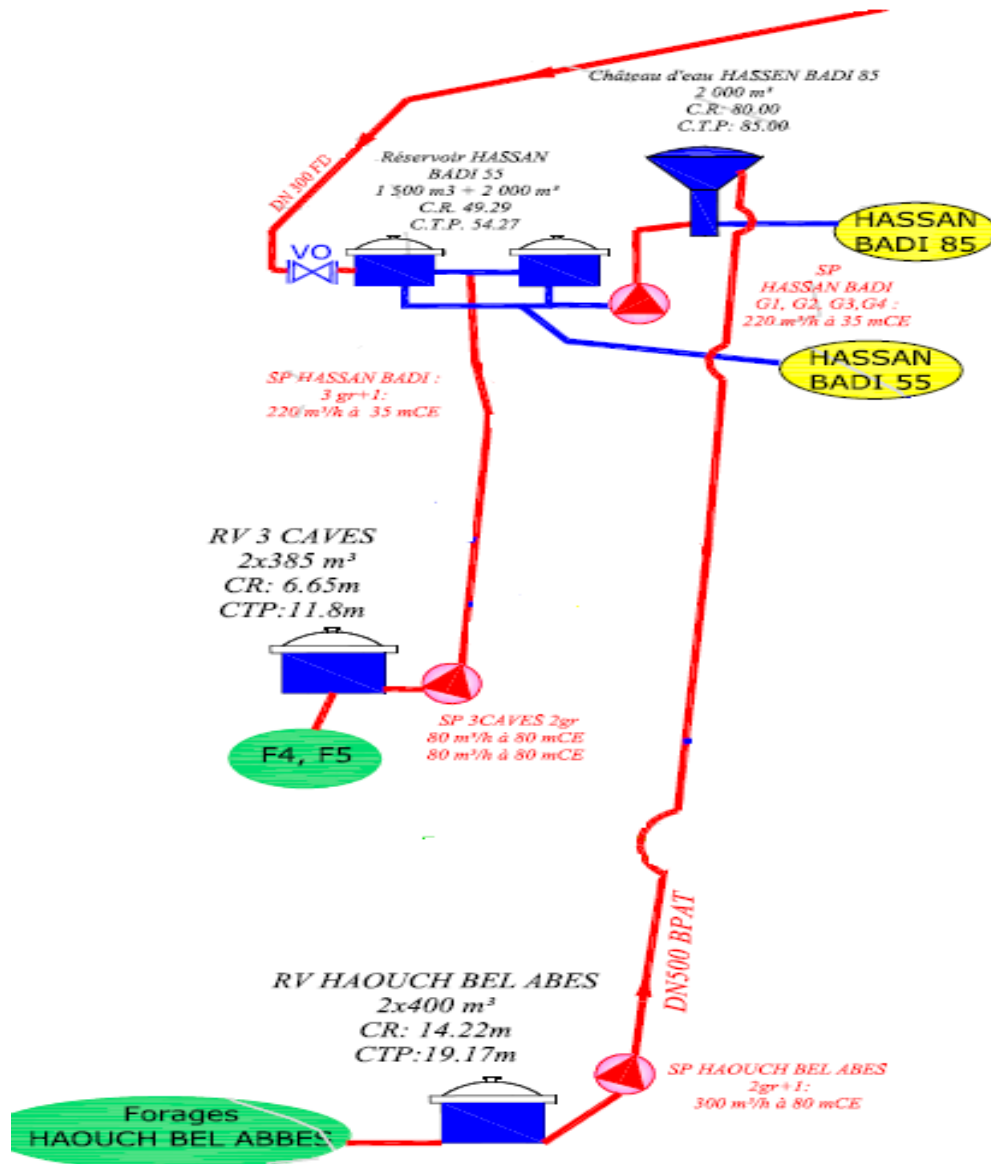 Château d'eau HASSEN BADI 85
2 000 m³
C.R: 80.00
C.T.P: 85.00
Réservoir HASSAN
BADI 55
1 500 m3 + 2 000 m³
C.R. 49.29
C.T.P. 54.27
DN 300 FD
VO
HASSAN
BADI 85
SP
HASSAN BADI
G1, G2, G3,G4 :
220 m³/h à 35 mCE
HASSAN
BADI 55
SP HASSAN BADI :
3 gr+1:
220 m³/h à 35 mCE
RV 3 CAVES
2x385 m³
CR: 6.65m
CTP:11.8m
SP 3CAVES 2gr
80 m³/h à 80 mCE
80 m³/h à 80 mCE
F4, F5
DN500 BPAT
RV HAOUCH BEL ABES
2x400 m³
CR: 14.22m
CTP:19.17m
SP HAOUCH BEL ABES
2gr+1:
300 m³/h à 80 mCE
Forages
HAOUCH BEL ABBES